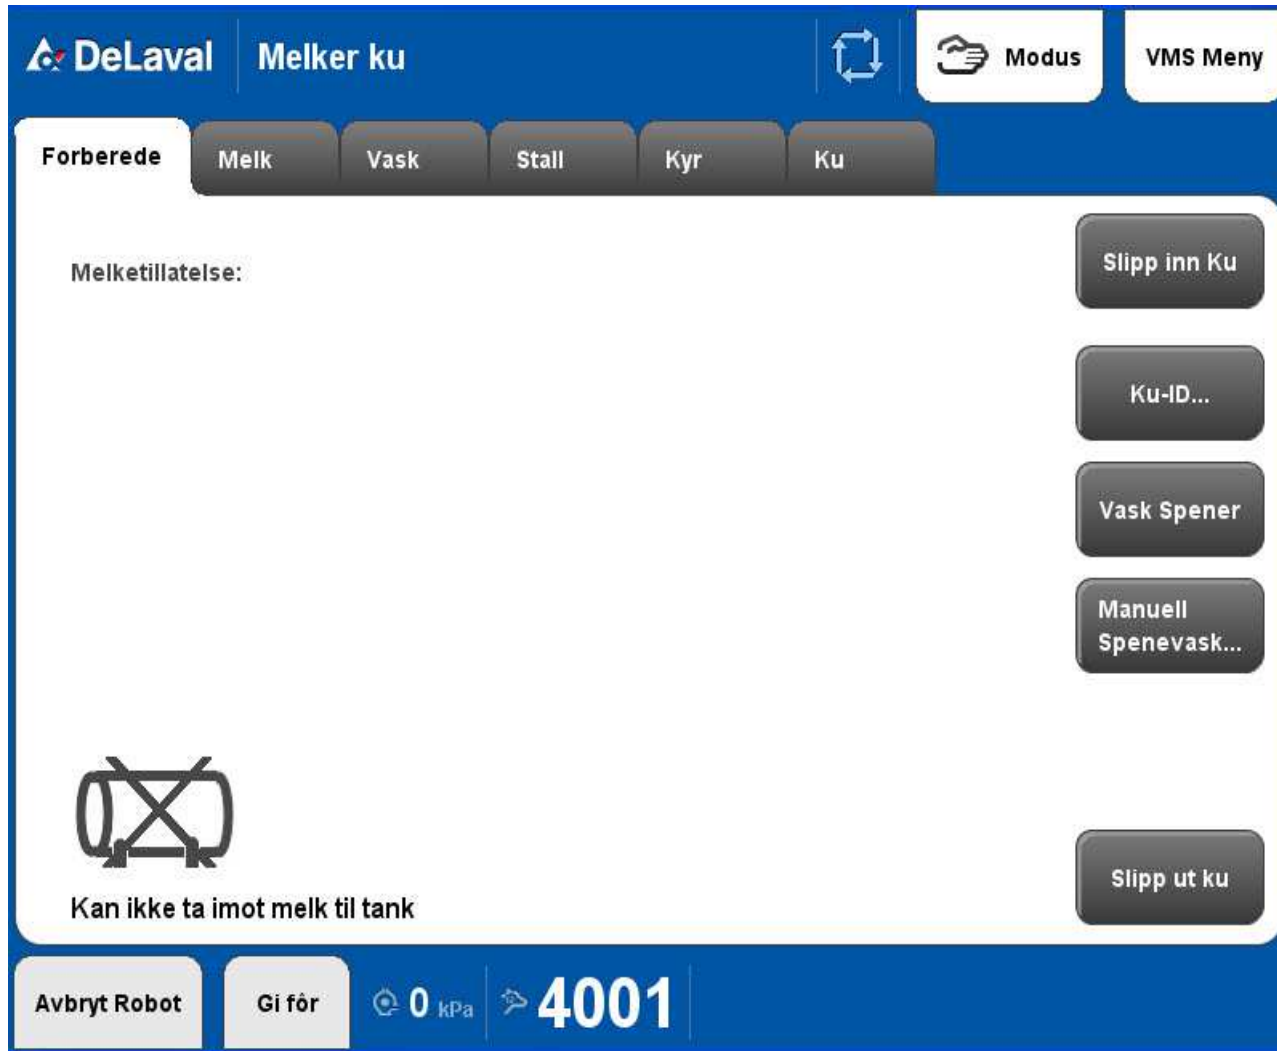 DeLaval
Melker ku
Modus
VMS Meny
Forberede
Melk
Vask
Stall
Kyr
Ku
Melketillatelse:
Slipp inn Ku
Ku-ID...
Vask Spener
Manuell
Spenevask...
Kan ikke ta imot melk til tank
Slipp ut ku
Avbryt Robot
Gi fôr
0 kPa
4001